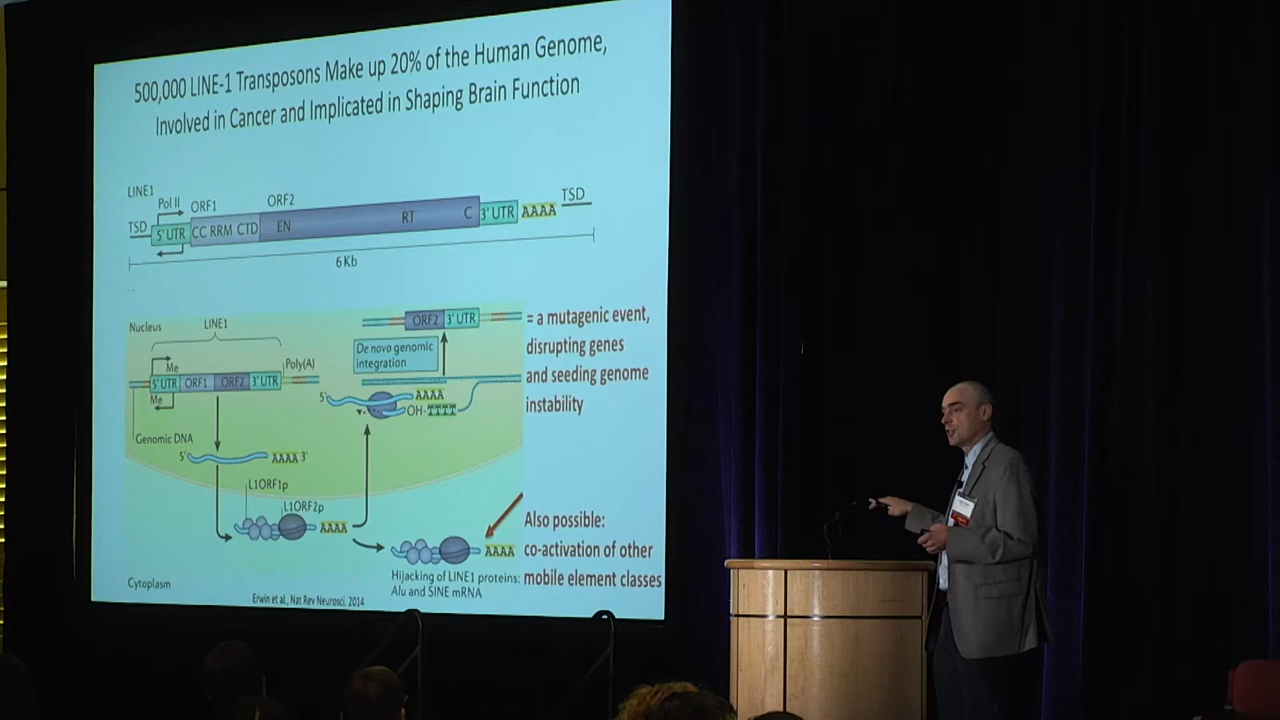 500,000 LINE-1 Transposons Make up 20% of the Human Genome,
Involved in Cancer and Implicated in Shaping Brain Function
LINE1
Pol II
ORF1
ORF2
TSD
5' UTR
CC RRM CTD
EN
RT
C
3' UTR
AAAA
TSD
6 Kb
Nucleus
LINE1
Me
5' UTR
ORF1
ORF2
3' UTR
Poly(A)
Me
Genomic DNA
5'
AAAA 3'
L1ORF1p
L1ORF2p
AAAA
Cytoplasm
ORF2
3' UTR
De novo genomic
integration
5'
AAAA
OH-TTTT
= a mutagenic event,
disrupting genes
and seeding genome
instability
AAAA
Hijacking of LINE1 proteins:
Alu and SINE mRNA
Also possible:
co-activation of other
mobile element classes
Erwin et al., Nat Rev Neurosci. 2014